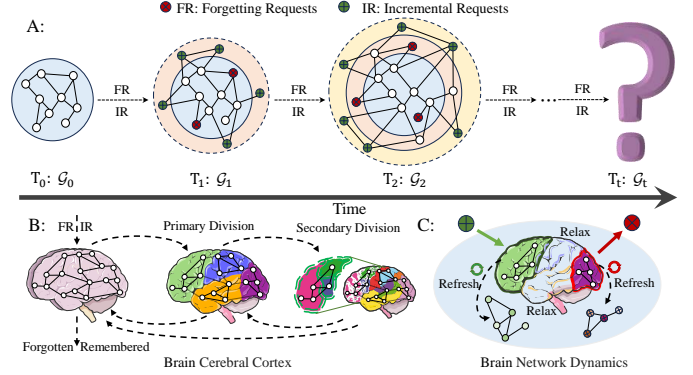 FR: Forgetting Requests
IR: Incremental Requests
A:
FR
IR
FR
IR
FR
IR
FR
IR
T₀: 𝒢₀
T₁: 𝒢₁
T₂: 𝒢₂
Tₜ: 𝒢ₜ
Time
B:
FR IR
Primary Division
Secondary Division
C:
Relax
Refresh
Refresh
Relax
Forgotten Remembered
Brain Cerebral Cortex
Brain Network Dynamics